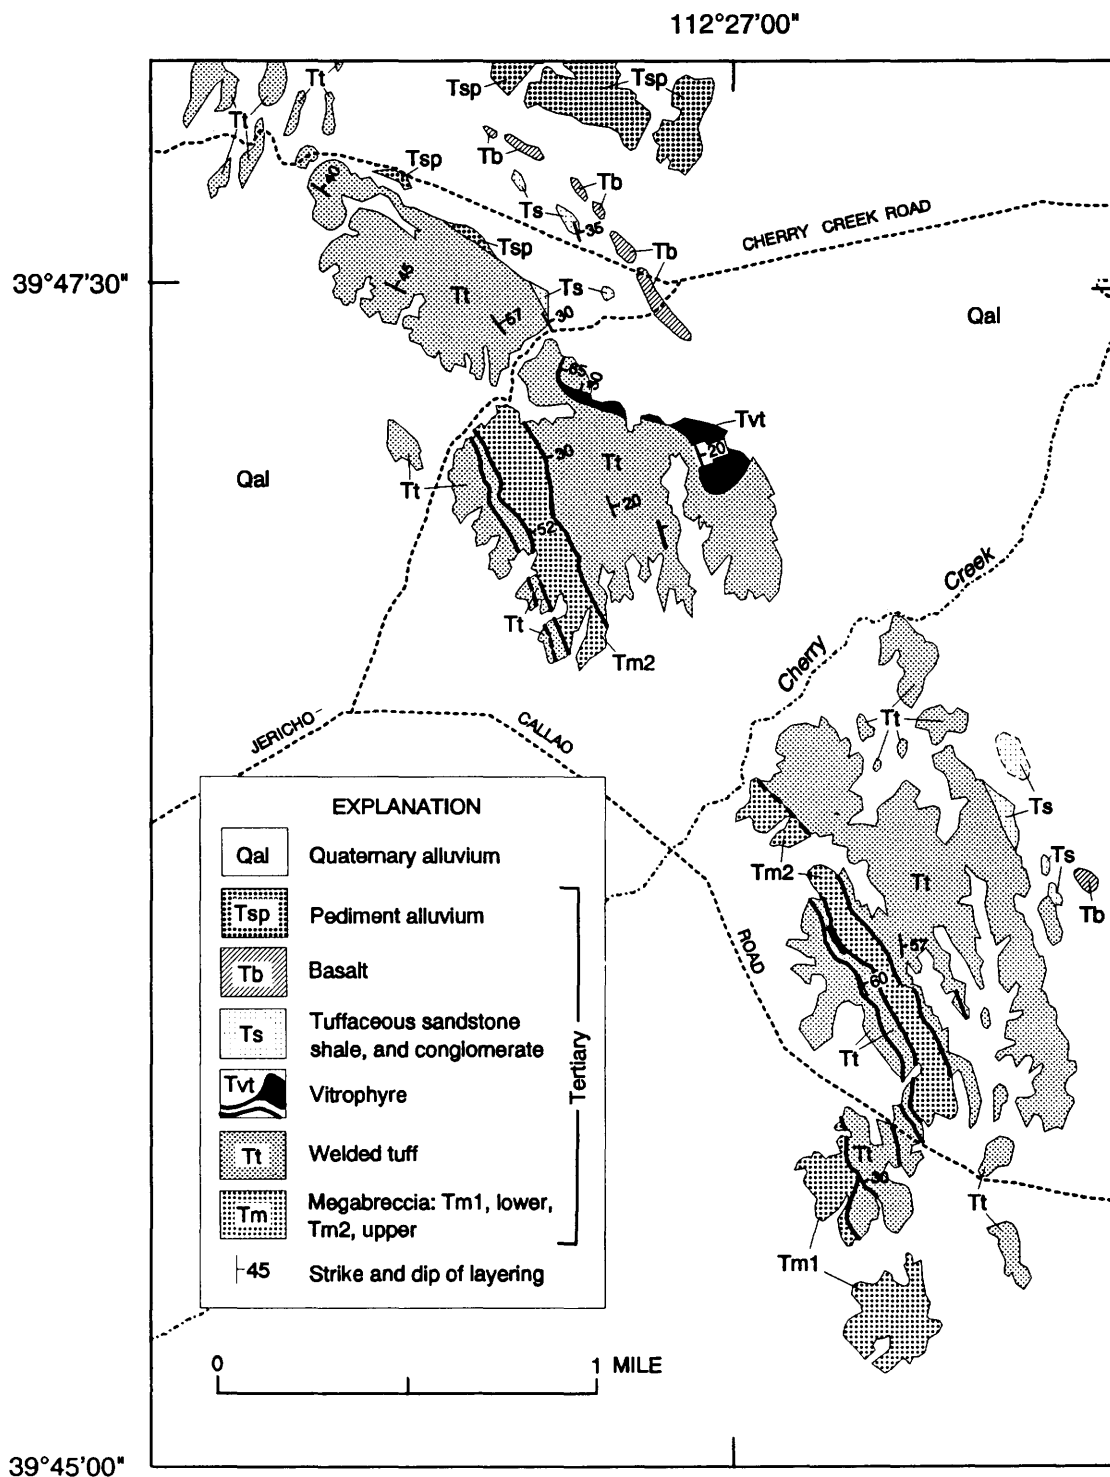 112°27'00"
Tt
Tsp
Tsp
Tt
Tb
Tsp
Tb
Ts
35
40
CHERRY CREEK ROAD
Tsp
Tb
39°47'30"
45
Tt
Ts
57
30
Qal
65
50
Tvt
30
Tt
20
Qal
Tt
20
52
Creek
Tt
Tm2
Cherry
JERICHO
CALLAO
Tt
EXPLANATION
Qal Quaternary alluvium
Tsp Pediment alluvium
Tb Basalt
Ts Tuffaceous sandstone
shale, and conglomerate
Tvt Vitrophyre
Tt Welded tuff
Tm Megabreccia: Tm1, lower,
Tm2, upper
45 Strike and dip of layering
Tertiary
Ts
Ts
Tm2
Tt
Tb
ROAD
57
60
Tt
Tt
30
Tt
Tm1
0
1 MILE
39°45'00"